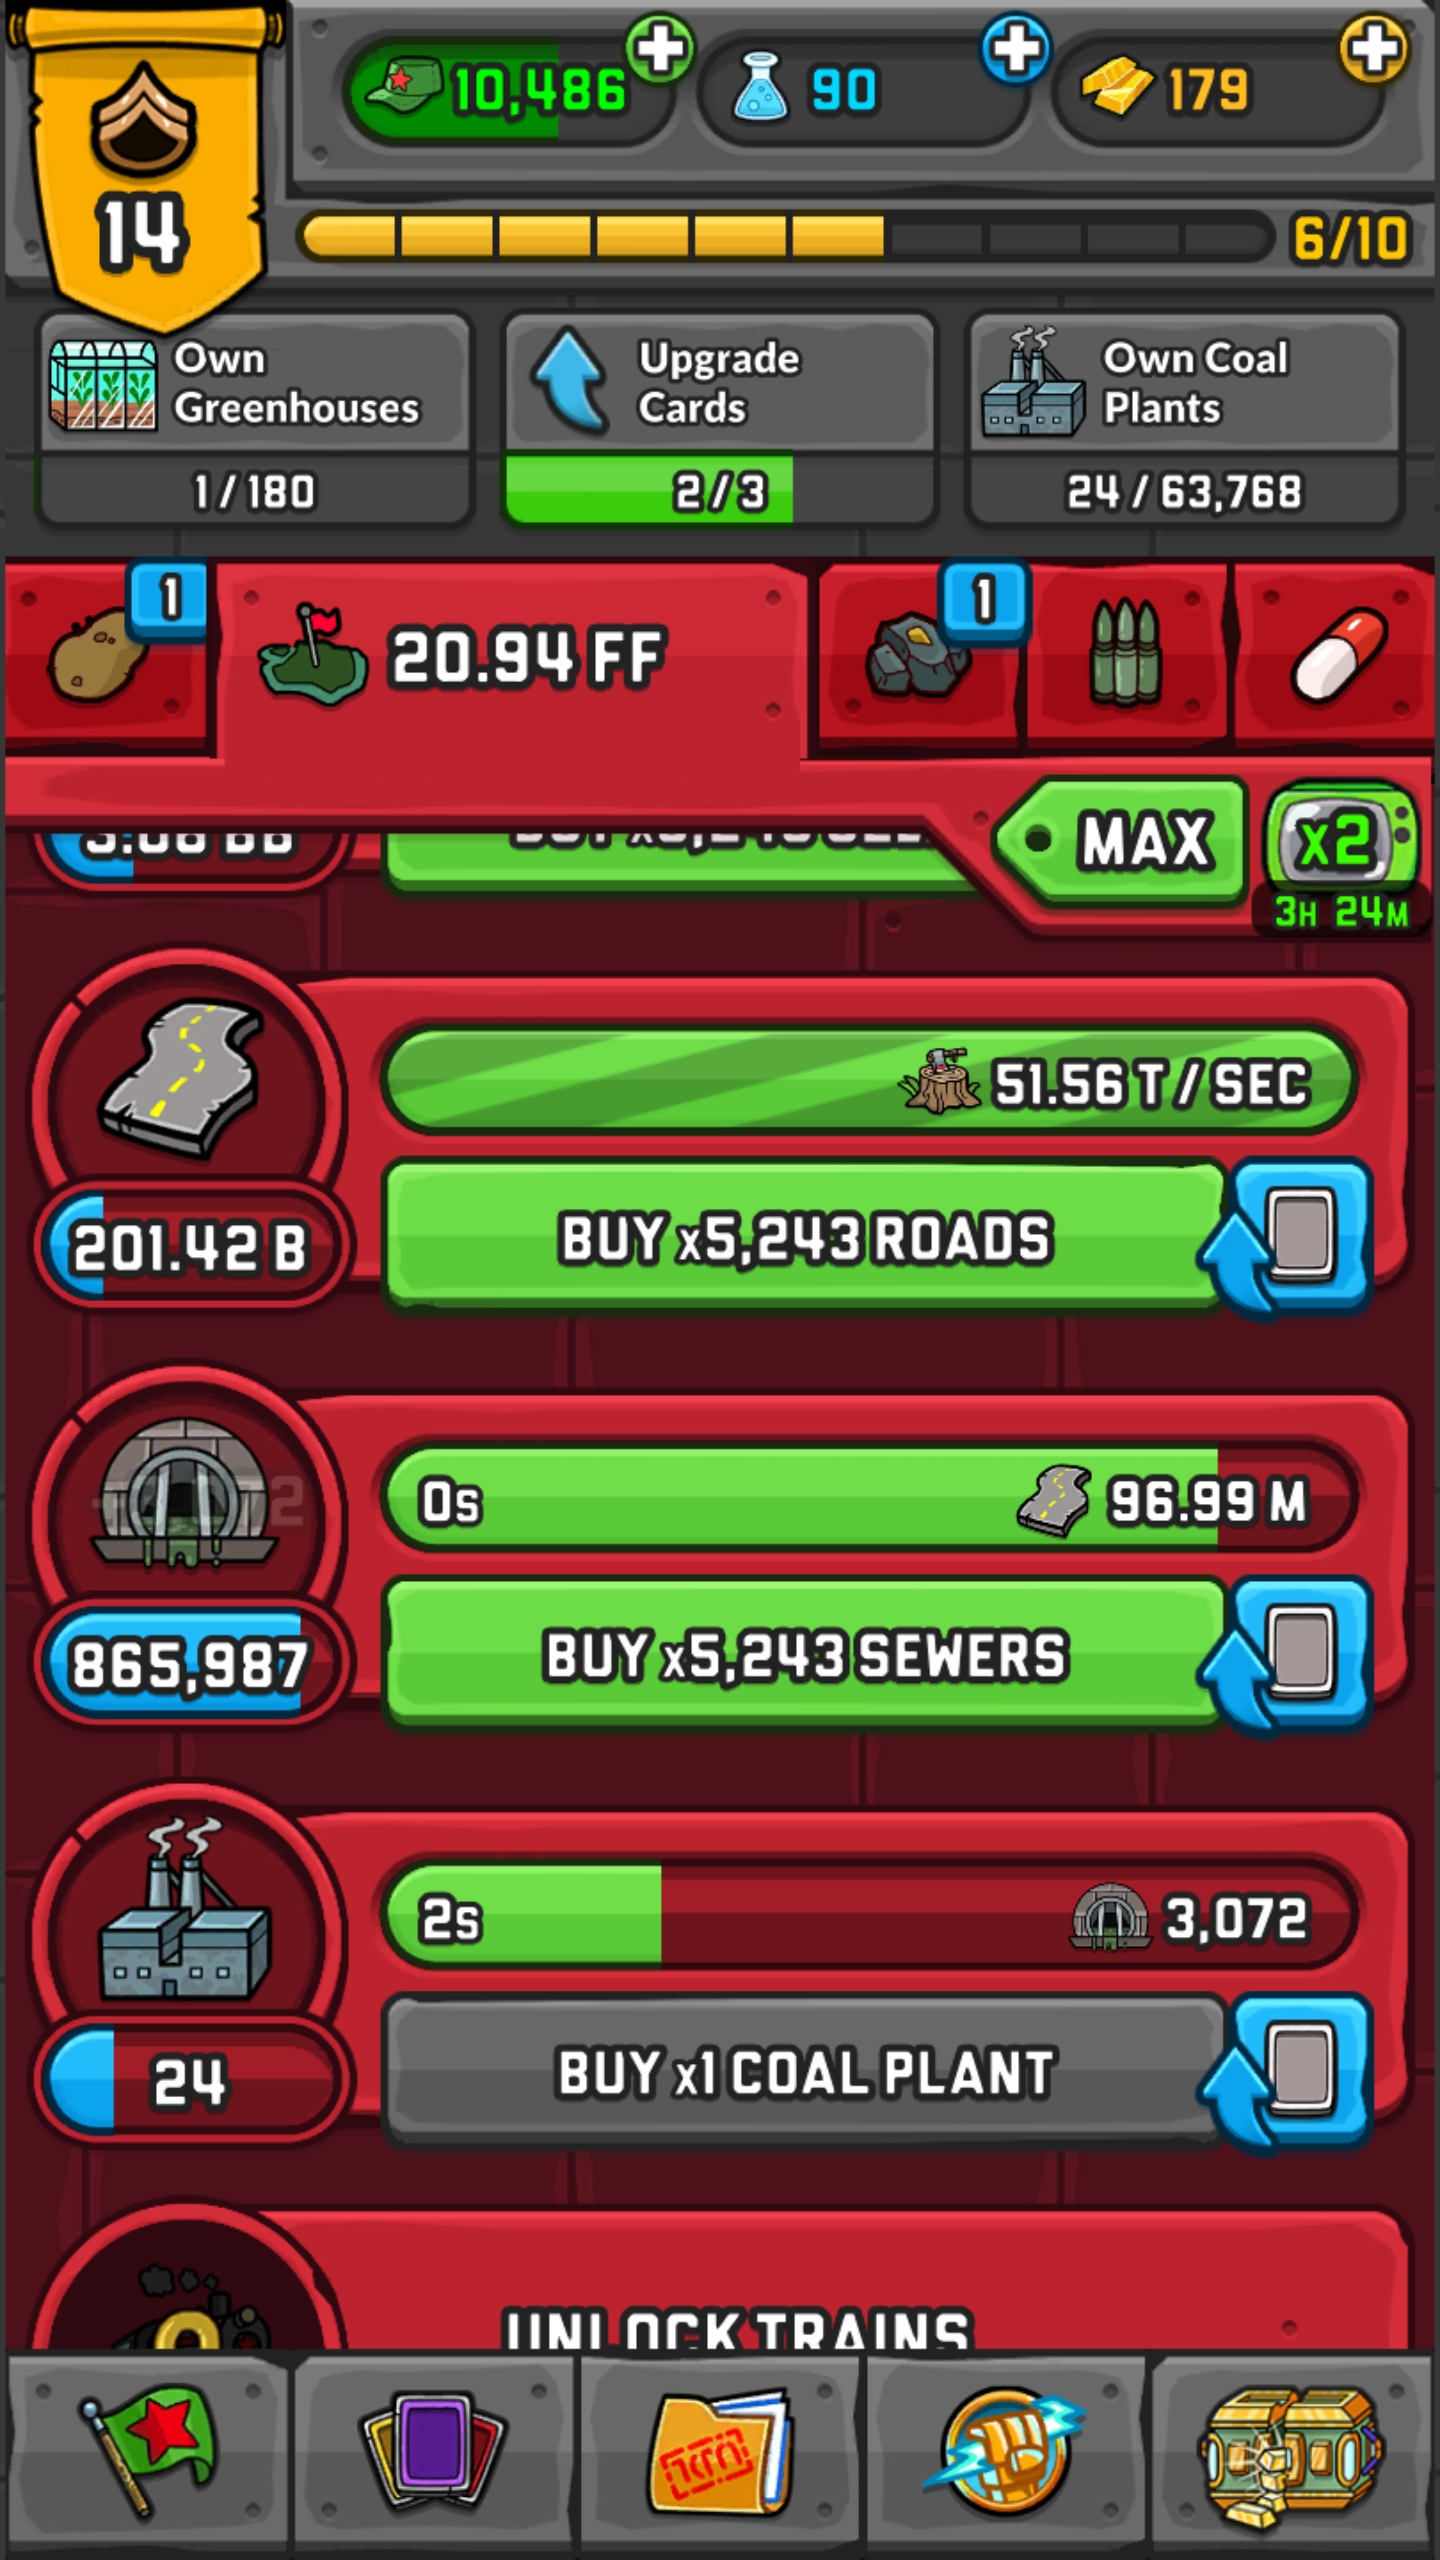 10,486
90
179
14
6/10
Own
Greenhouses
1/180
Upgrade
Cards
2/3
Own Coal
Plants
24/63,768
1
20.94 FF
1
MAX
x2
3H 24M
51.56 T/SEC
201.42 B
BUY x5,243 ROADS
0s
96.99 M
865,987
BUY x5,243 SEWERS
2s
3,072
24
BUY x1 COAL PLANT
UNLOCK TRAINS